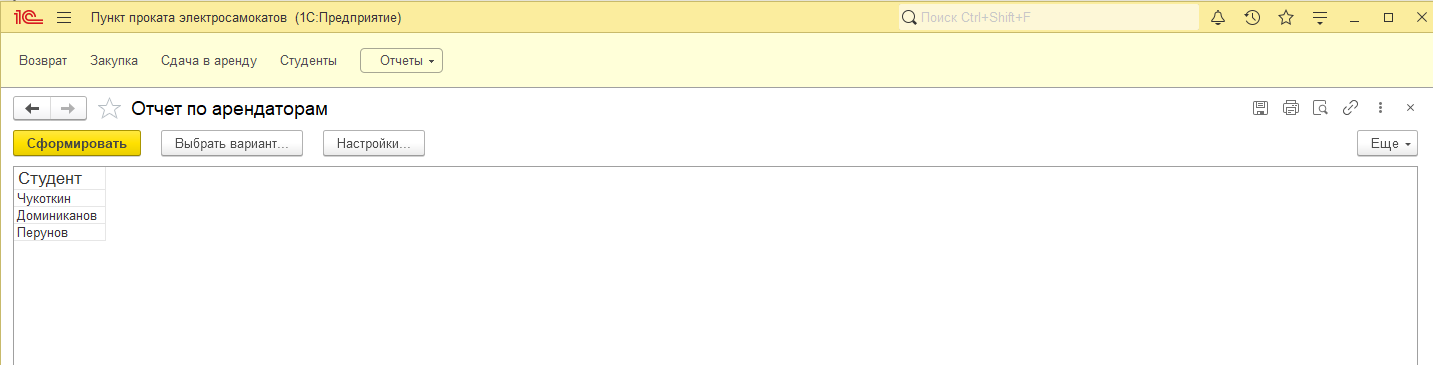 1С Пункт проката электросамокатов (1С:Предприятие) Поиск Ctrl+Shift+F
Возврат Закупка Сдача в аренду Студенты Отчеты
Отчет по арендаторам
Сформировать Выбрать вариант... Настройки... Еще
Студент
Чукоткин
Доминиканов
Перунов